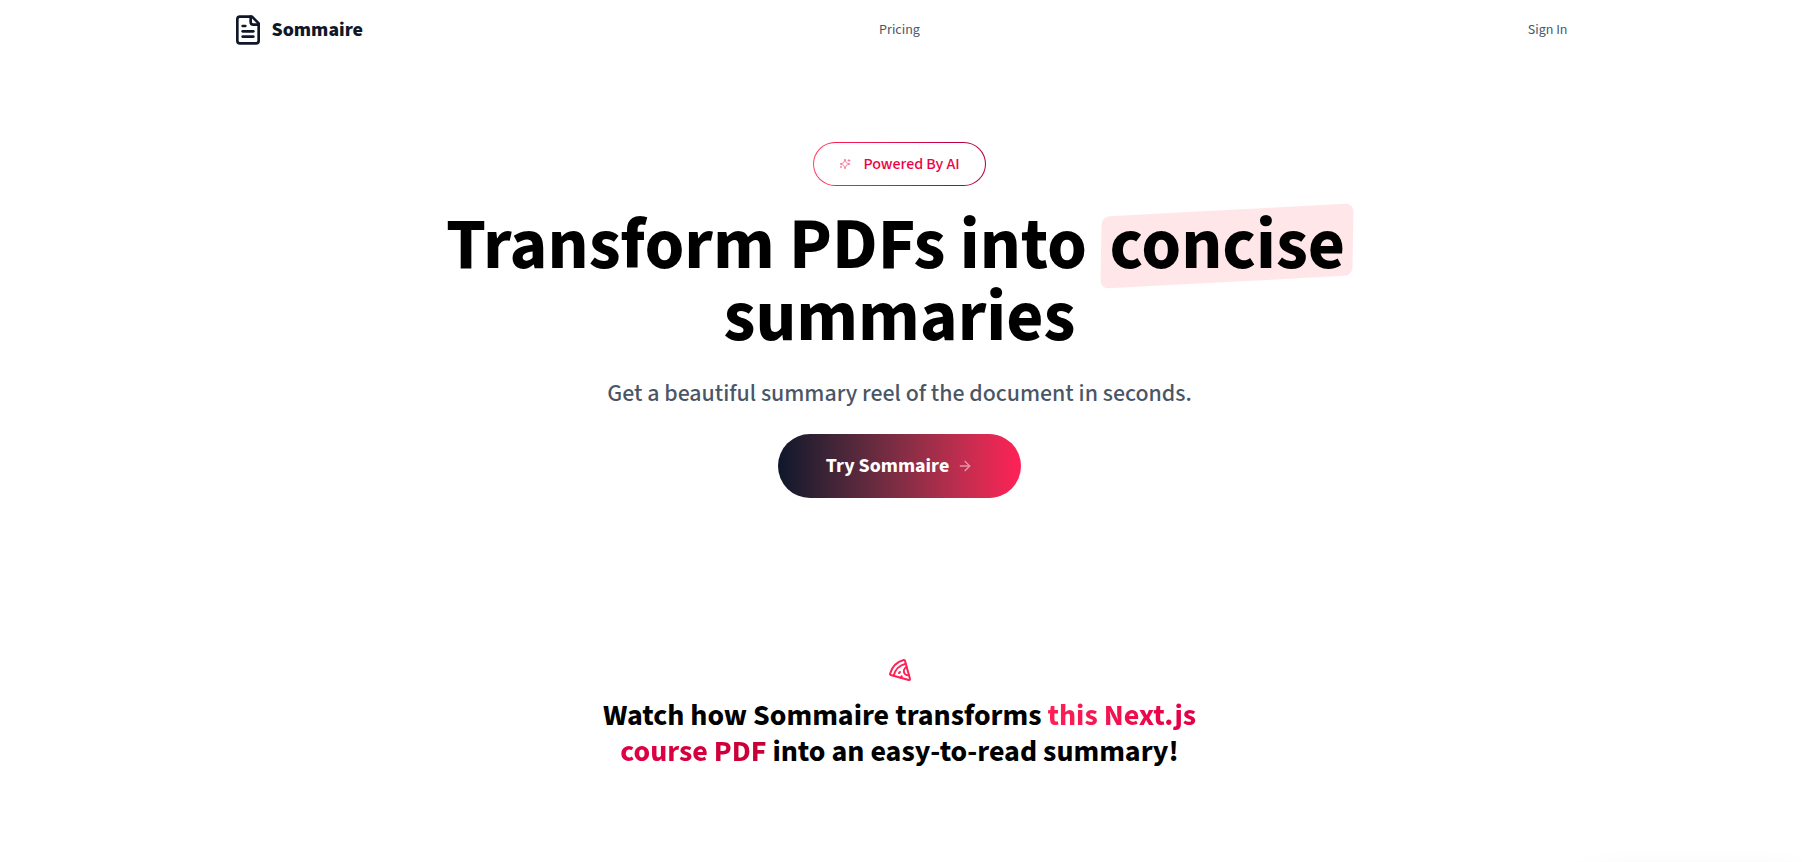 Sommaire
Pricing
Sign In
Powered By AI
Transform PDFs into concise
summaries
Get a beautiful summary reel of the document in seconds.
Try Sommaire
Watch how Sommaire transforms this Next.js
course PDF into an easy-to-read summary!